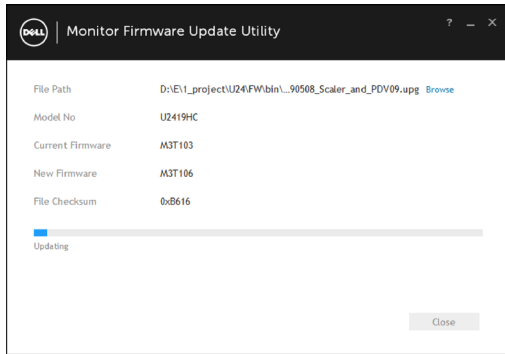 DELL Monitor Firmware Update Utility ? _ X
File Path D:\E\1_project\U24\FW\bin\...90508_Scaler_and_PDV09.upg Browse
Model No U2419HC
Current Firmware M3T103
New Firmware M3T106
File Checksum 0xB616
Updating
Close